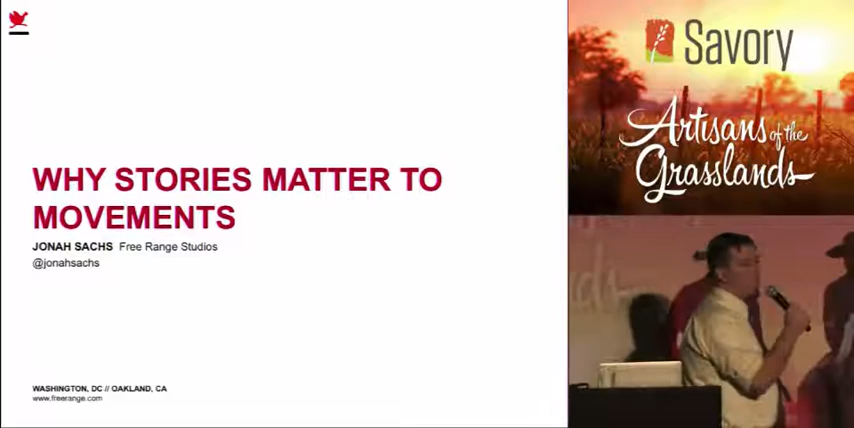 WHY STORIES MATTER TO
MOVEMENTS
JONAH SACHS Free Range Studios
@jonahsachs
WASHINGTON, DC // OAKLAND, CA
www.freerange.com
Savory
Artisans of the
Grasslands
ds